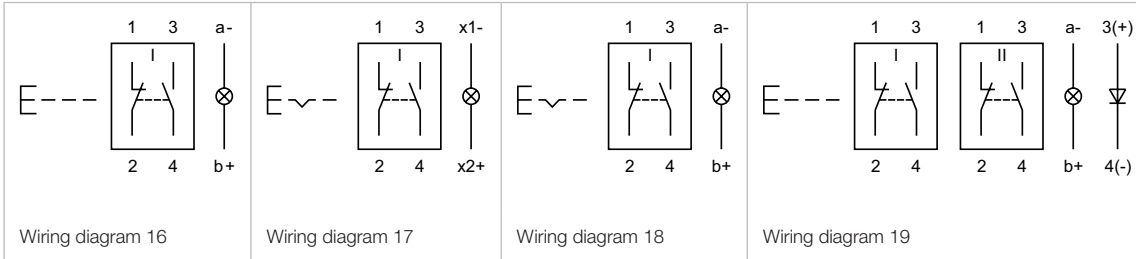 1 3 a-
I
2 4 b+
Wiring diagram 16
1 3 x1-
I
2 4 x2+
Wiring diagram 17
1 3 a-
I
2 4 b+
Wiring diagram 18
1 3 1 3 a- 3(+)
I II
2 4 2 4 b+ 4(-)
Wiring diagram 19